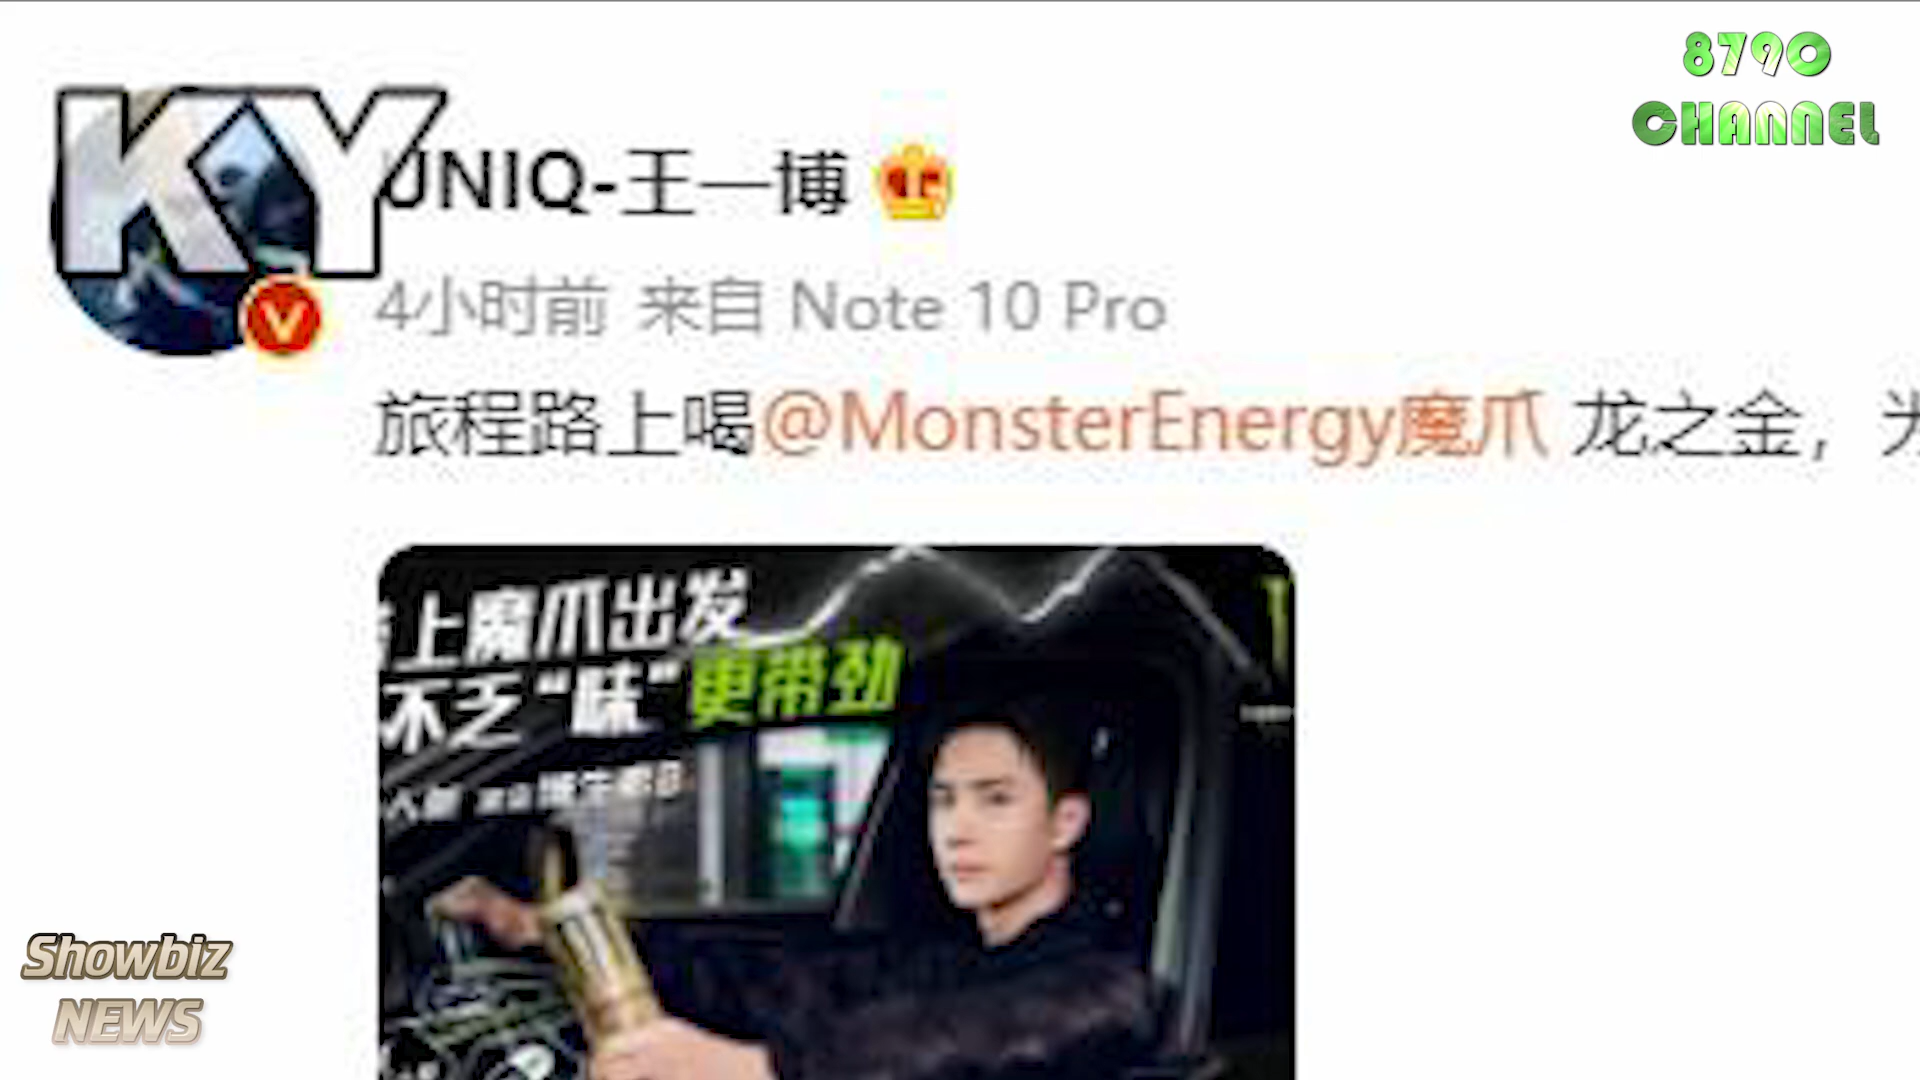 8790
CHANNEL
KY
UNIQ-王一博
4小时前 来自 Note 10 Pro
旅程路上喝@MonsterEnergy魔爪 龙之金，
上魔爪出发
不乏“味”更带劲
Showbiz
NEWS